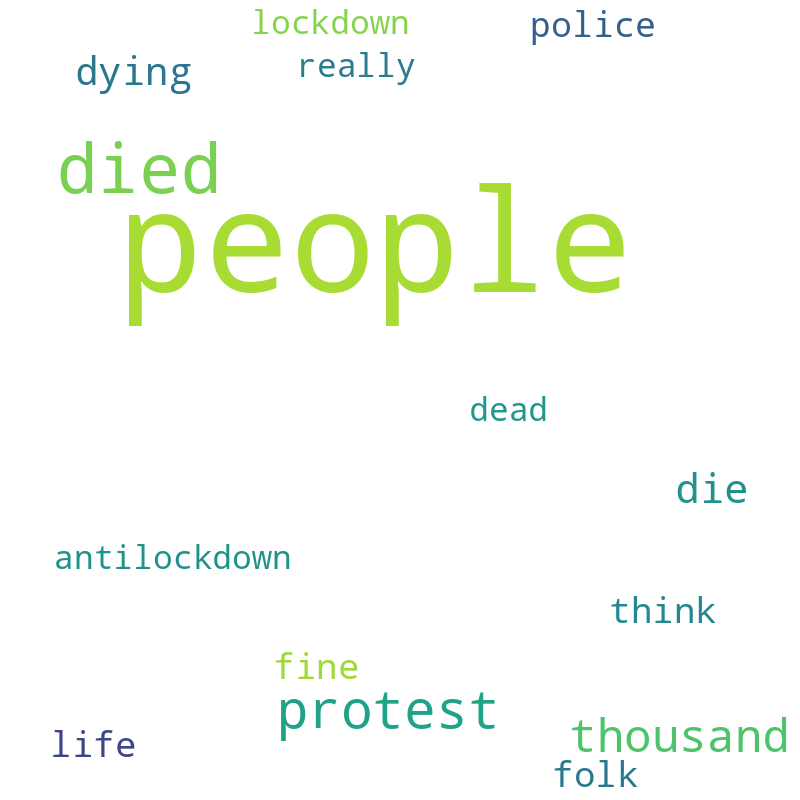 lockdown
police
really
dying
died
people
dead
die
antilockdown
think
fine
protest
thousand
life
folk